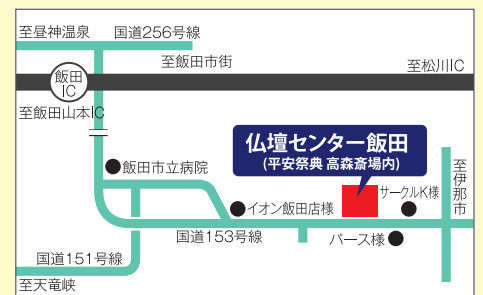 至昼神温泉
国道256号線
至飯田市街
至松川IC
飯田
IC
至飯田山本IC
仏壇センター飯田
(平安祭典 高森斎場内)
飯田市立病院
至伊那市
サークルK様
イオン飯田店様
国道153号線
バース様
国道151号線
至天竜峡